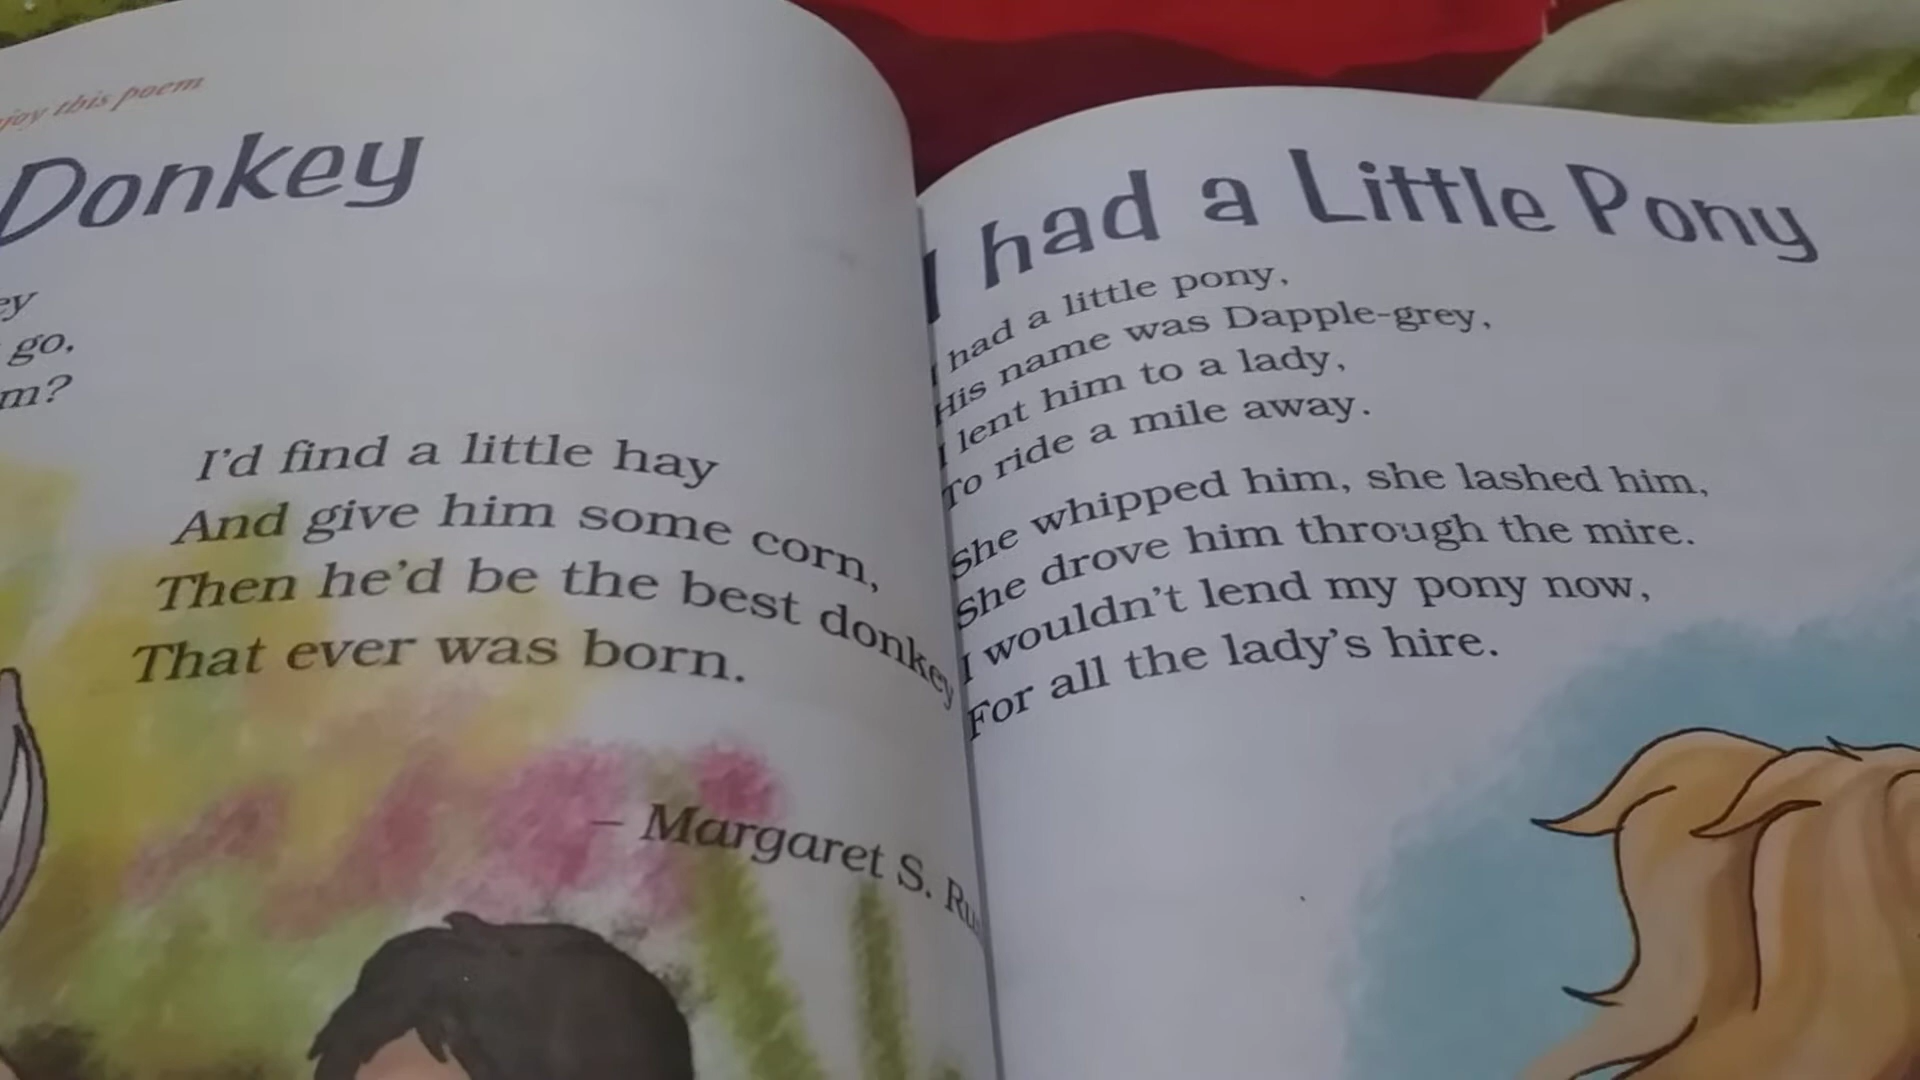 this poem
Donkey
go,
I'd find a little hay
And give him some corn,
Then he'd be the best donkey
That ever was born.
– Margaret S.
I had a Little Pony
I had a little pony,
His name was Dapple-grey,
I lent him to a lady,
To ride a mile away.
She whipped him, she lashed him,
She drove him through the mire.
I wouldn't lend my pony now,
For all the lady's hire.